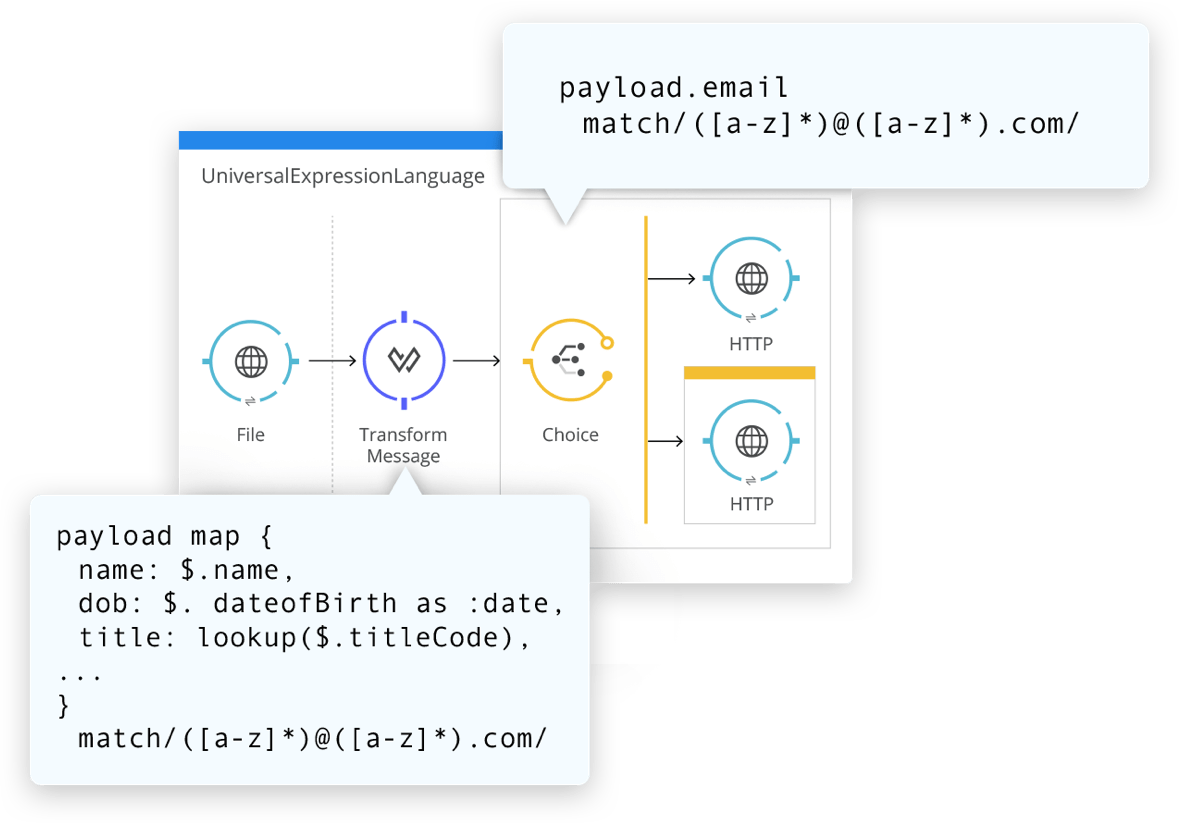 payload.email
match/([a-z]*)@([a-z]*).com/
UniversalExpressionLanguage
File
Transform
Message
Choice
HTTP
HTTP
payload map {
name: $.name,
dob: $. dateofBirth as :date,
title: lookup($.titleCode),
...
}
match/([a-z]*)@([a-z]*).com/